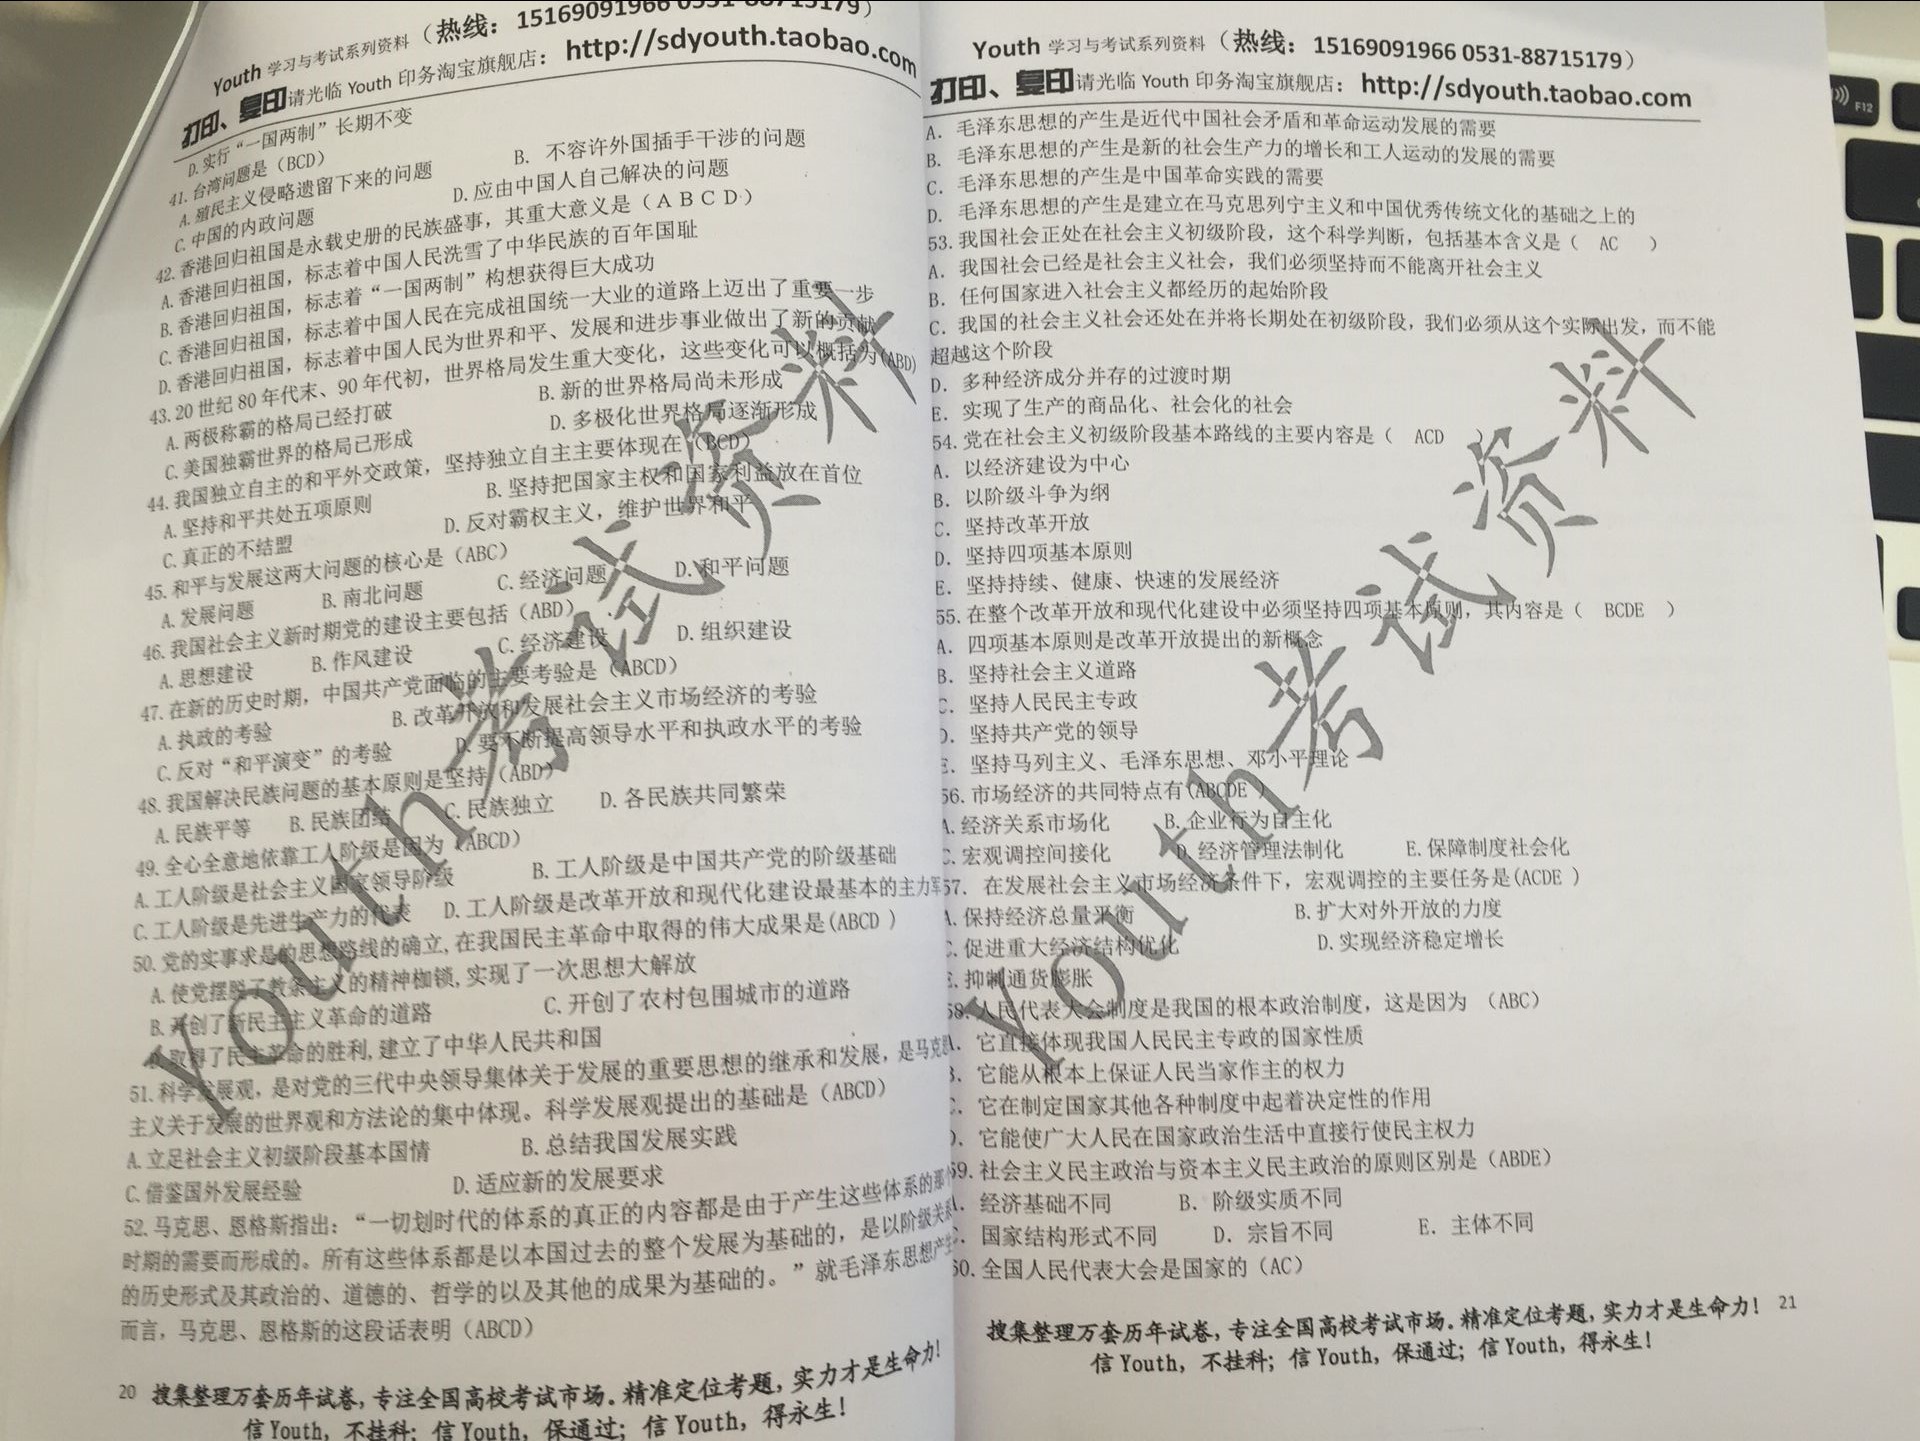 Youth 学习与考试系列资料（热线：15169091966 0531-88715179）
打印、复印请光临 Youth 印务淘宝旗舰店：http://sdyouth.taobao.com
D.实行“一国两制”长期不变
41.台湾问题是（BCD）
A.殖民主义侵略遗留下来的问题 B. 不容许外国插手干涉的问题
C.中国的内政问题 D.应由中国人自己解决的问题
42.香港回归祖国是永载史册的民族盛事，其重大意义是（A B C D）
A.香港回归祖国，标志着中国人民洗雪了中华民族的百年国耻
B.香港回归祖国，标志着“一国两制”构想获得巨大成功
C.香港回归祖国，标志着中国人民在完成祖国统一大业的道路上迈出了重要一步
D.香港回归祖国，标志着中国人民为世界和平、发展和进步事业做出了新的贡献
43.20 世纪 80 年代末、90 年代初，世界格局发生重大变化，这些变化可以概括为(ABD)
A.两极称霸的格局已经打破 B.新的世界格局尚未形成
C.美国独霸世界的格局已形成 D.多极化世界格局逐渐形成
44.我国独立自主的和平外交政策，坚持独立自主主要体现在（BCD）
A.坚持和平共处五项原则 B.坚持把国家主权和国家利益放在首位
C.真正的不结盟 D.反对霸权主义，维护世界和平
45.和平与发展这两大问题的核心是（ABC）
A.发展问题 B.南北问题 C.经济问题 D.和平问题
46.我国社会主义新时期党的建设主要包括（ABD）
A.思想建设 B.作风建设 C.经济建设 D.组织建设
47.在新的历史时期，中国共产党面临的主要考验是（ABCD）
A.执政的考验 B.改革开放和发展社会主义市场经济的考验
C.反对“和平演变”的考验 D.要不断提高领导水平和执政水平的考验
48.我国解决民族问题的基本原则是坚持（ABD）
A.民族平等 B.民族团结 C.民族独立 D.各民族共同繁荣
49.全心全意地依靠工人阶级是因为（ABCD）
A.工人阶级是社会主义国家领导阶级 B.工人阶级是中国共产党的阶级基础
C.工人阶级是先进生产力的代表 D.工人阶级是改革开放和现代化建设最基本的主力军
50.党的实事求是的思想路线的确立,在我国民主革命中取得的伟大成果是(ABCD )
A.使党摆脱了教条主义的精神枷锁,实现了一次思想大解放
B.开创了新民主主义革命的道路 C.开创了农村包围城市的道路
D.取得了民主革命的胜利,建立了中华人民共和国
51.科学发展观，是对党的三代中央领导集体关于发展的重要思想的继承和发展，是马克思
主义关于发展的世界观和方法论的集中体现。科学发展观提出的基础是（ABCD）
A.立足社会主义初级阶段基本国情 B.总结我国发展实践
C.借鉴国外发展经验 D.适应新的发展要求
52.马克思、恩格斯指出：“一切划时代的体系的真正的内容都是由于产生这些体系的那个
时期的需要而形成的。所有这些体系都是以本国过去的整个发展为基础的，是以阶级关系
的历史形式及其政治的、道德的、哲学的以及其他的成果为基础的。”就毛泽东思想产生
而言，马克思、恩格斯的这段话表明（ABCD）
20 搜集整理万套历年试卷，专注全国高校考试市场。精准定位考题，实力才是生命力！
信 Youth，不挂科；信 Youth，保通过；信 Youth，得永生！
Youth考试资料
Youth 学习与考试系列资料（热线：15169091966 0531-88715179）
打印、复印请光临 Youth 印务淘宝旗舰店：http://sdyouth.taobao.com
A. 毛泽东思想的产生是近代中国社会矛盾和革命运动发展的需要
B. 毛泽东思想的产生是新的社会生产力的增长和工人运动的发展的需要
C. 毛泽东思想的产生是中国革命实践的需要
D. 毛泽东思想的产生是建立在马克思列宁主义和中国优秀传统文化的基础之上的
53.我国社会正处在社会主义初级阶段，这个科学判断，包括基本含义是（ AC ）
A. 我国社会已经是社会主义社会，我们必须坚持而不能离开社会主义
B. 任何国家进入社会主义都经历的起始阶段
C. 我国的社会主义社会还处在并将长期处在初级阶段，我们必须从这个实际出发，而不能
超越这个阶段
D. 多种经济成分并存的过渡时期
E. 实现了生产的商品化、社会化的社会
54.党在社会主义初级阶段基本路线的主要内容是（ ACD ）
A. 以经济建设为中心
B. 以阶级斗争为纲
C. 坚持改革开放
D. 坚持四项基本原则
E. 坚持持续、健康、快速的发展经济
55.在整个改革开放和现代化建设中必须坚持四项基本原则，其内容是（ BCDE ）
A. 四项基本原则是改革开放提出的新概念
B. 坚持社会主义道路
C. 坚持人民民主专政
D. 坚持共产党的领导
E. 坚持马列主义、毛泽东思想、邓小平理论
56.市场经济的共同特点有(ABCDE )
A.经济关系市场化 B.企业行为自主化
C.宏观调控间接化 D.经济管理法制化 E.保障制度社会化
57. 在发展社会主义市场经济条件下，宏观调控的主要任务是(ACDE )
A.保持经济总量平衡 B.扩大对外开放的力度
C.促进重大经济结构优化 D.实现经济稳定增长
E.抑制通货膨胀
58.人民代表大会制度是我国的根本政治制度，这是因为 （ABC）
A. 它直接体现我国人民民主专政的国家性质
B. 它能从根本上保证人民当家作主的权力
C. 它在制定国家其他各种制度中起着决定性的作用
D. 它能使广大人民在国家政治生活中直接行使民主权力
59.社会主义民主政治与资本主义民主政治的原则区别是（ABDE）
A. 经济基础不同 B. 阶级实质不同
C. 国家结构形式不同 D. 宗旨不同 E. 主体不同
60.全国人民代表大会是国家的（AC）
搜集整理万套历年试卷，专注全国高校考试市场。精准定位考题，实力才是生命力！ 21
信 Youth，不挂科；信 Youth，保通过；信 Youth，得永生！
Youth考试资料
F12